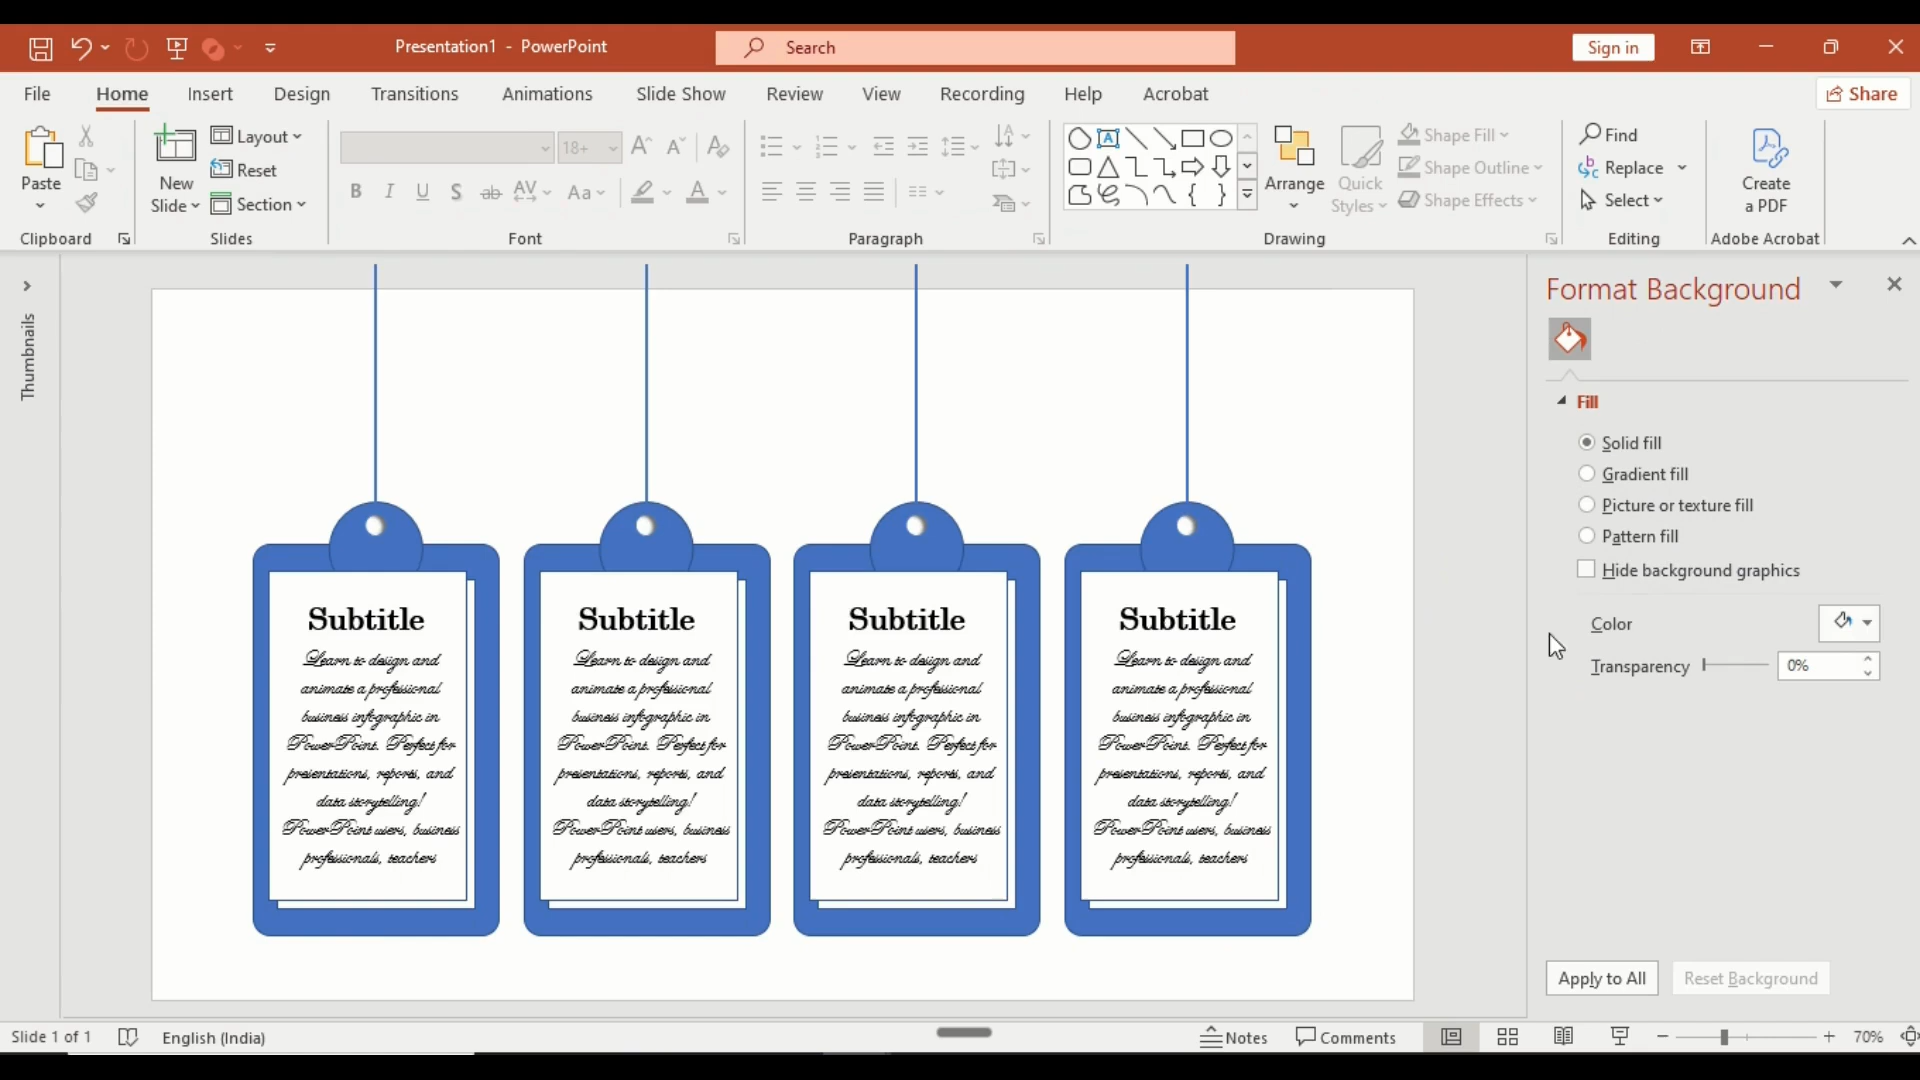 Presentation1 - PowerPoint
Search
Sign in
File Home Insert Design Transitions Animations Slide Show Review View Recording Help Acrobat
Share
Paste
Clipboard
New Slide
Layout
Reset
Section
Slides
18+
B I U S ab AV Aa A
Font
Paragraph
Arrange
Quick Styles
Shape Fill
Shape Outline
Shape Effects
Drawing
Find
Replace
Select
Editing
Create a PDF
Adobe Acrobat
Thumbnails
Subtitle
Learn to design and
animate a professional
business infographic in
PowerPoint. Perfect for
presentations, reports, and
data storytelling!
PowerPoint users, business
professionals, teachers
Subtitle
Learn to design and
animate a professional
business infographic in
PowerPoint. Perfect for
presentations, reports, and
data storytelling!
PowerPoint users, business
professionals, teachers
Subtitle
Learn to design and
animate a professional
business infographic in
PowerPoint. Perfect for
presentations, reports, and
data storytelling!
PowerPoint users, business
professionals, teachers
Subtitle
Learn to design and
animate a professional
business infographic in
PowerPoint. Perfect for
presentations, reports, and
data storytelling!
PowerPoint users, business
professionals, teachers
Format Background
Fill
Solid fill
Gradient fill
Picture or texture fill
Pattern fill
Hide background graphics
Color
Transparency 0%
Apply to All
Reset Background
Slide 1 of 1
English (India)
Notes
Comments
70%